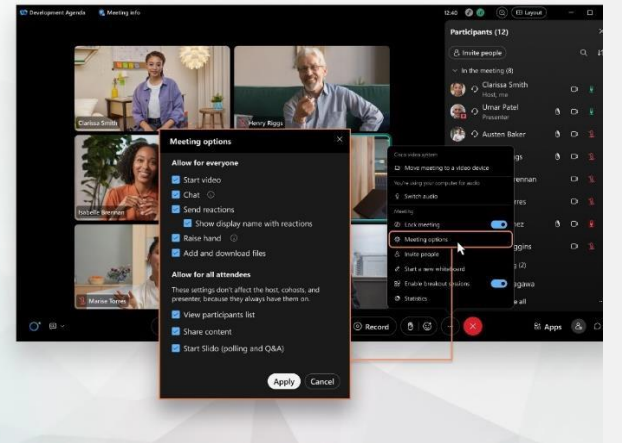 Development Agenda
Meeting info
12:40
Layout
Participants (12)
Invite people
In the meeting (8)
Clarissa Smith
Host, me
Umar Patel
Presenter
Austen Baker
Clarissa Smith
Henry Riggs
Isabelle Brennan
Marise Torres
Meeting options
Allow for everyone
Start video
Chat
Send reactions
Show display name with reactions
Raise hand
Add and download files
Allow for all attendees
These settings don't affect the host, cohosts, and
presenter, because they always have them on.
View participants list
Share content
Start Slido (polling and Q&A)
Apply
Cancel
Move meeting to a video device
You're using your computer for audio
Switch audio
Meeting
Lock meeting
Meeting options
Invite people
Start a new whiteboard
Enable breakout sessions
Statistics
Record
Apps